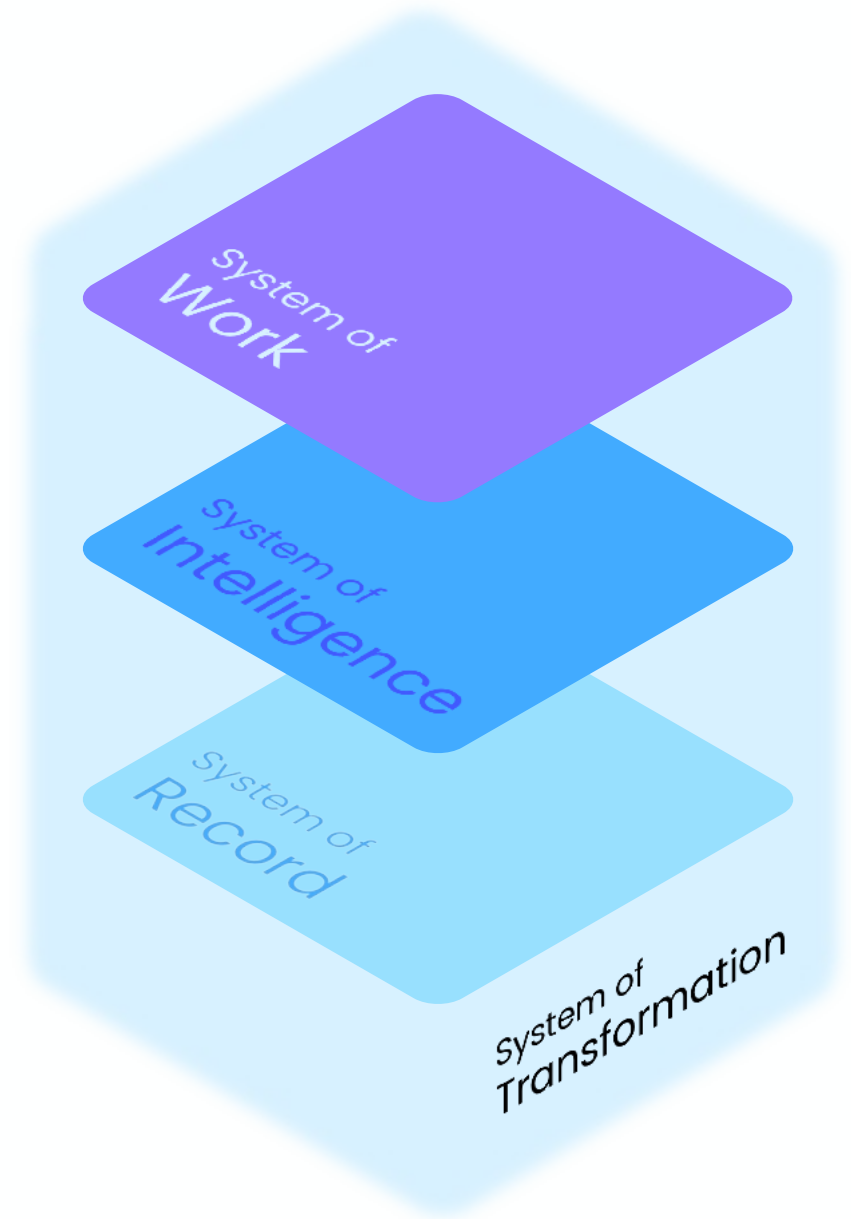 System of
Work
System of
Intelligence
System of
Record
System of
Transformation